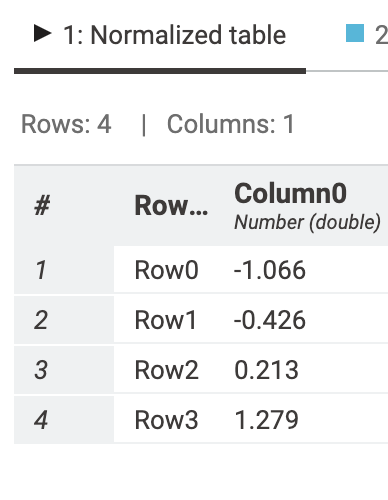 ▶ 1: Normalized table 2
Rows: 4 | Columns: 1
# Row... Column0
Number (double)
1 Row0 -1.066
2 Row1 -0.426
3 Row2 0.213
4 Row3 1.279